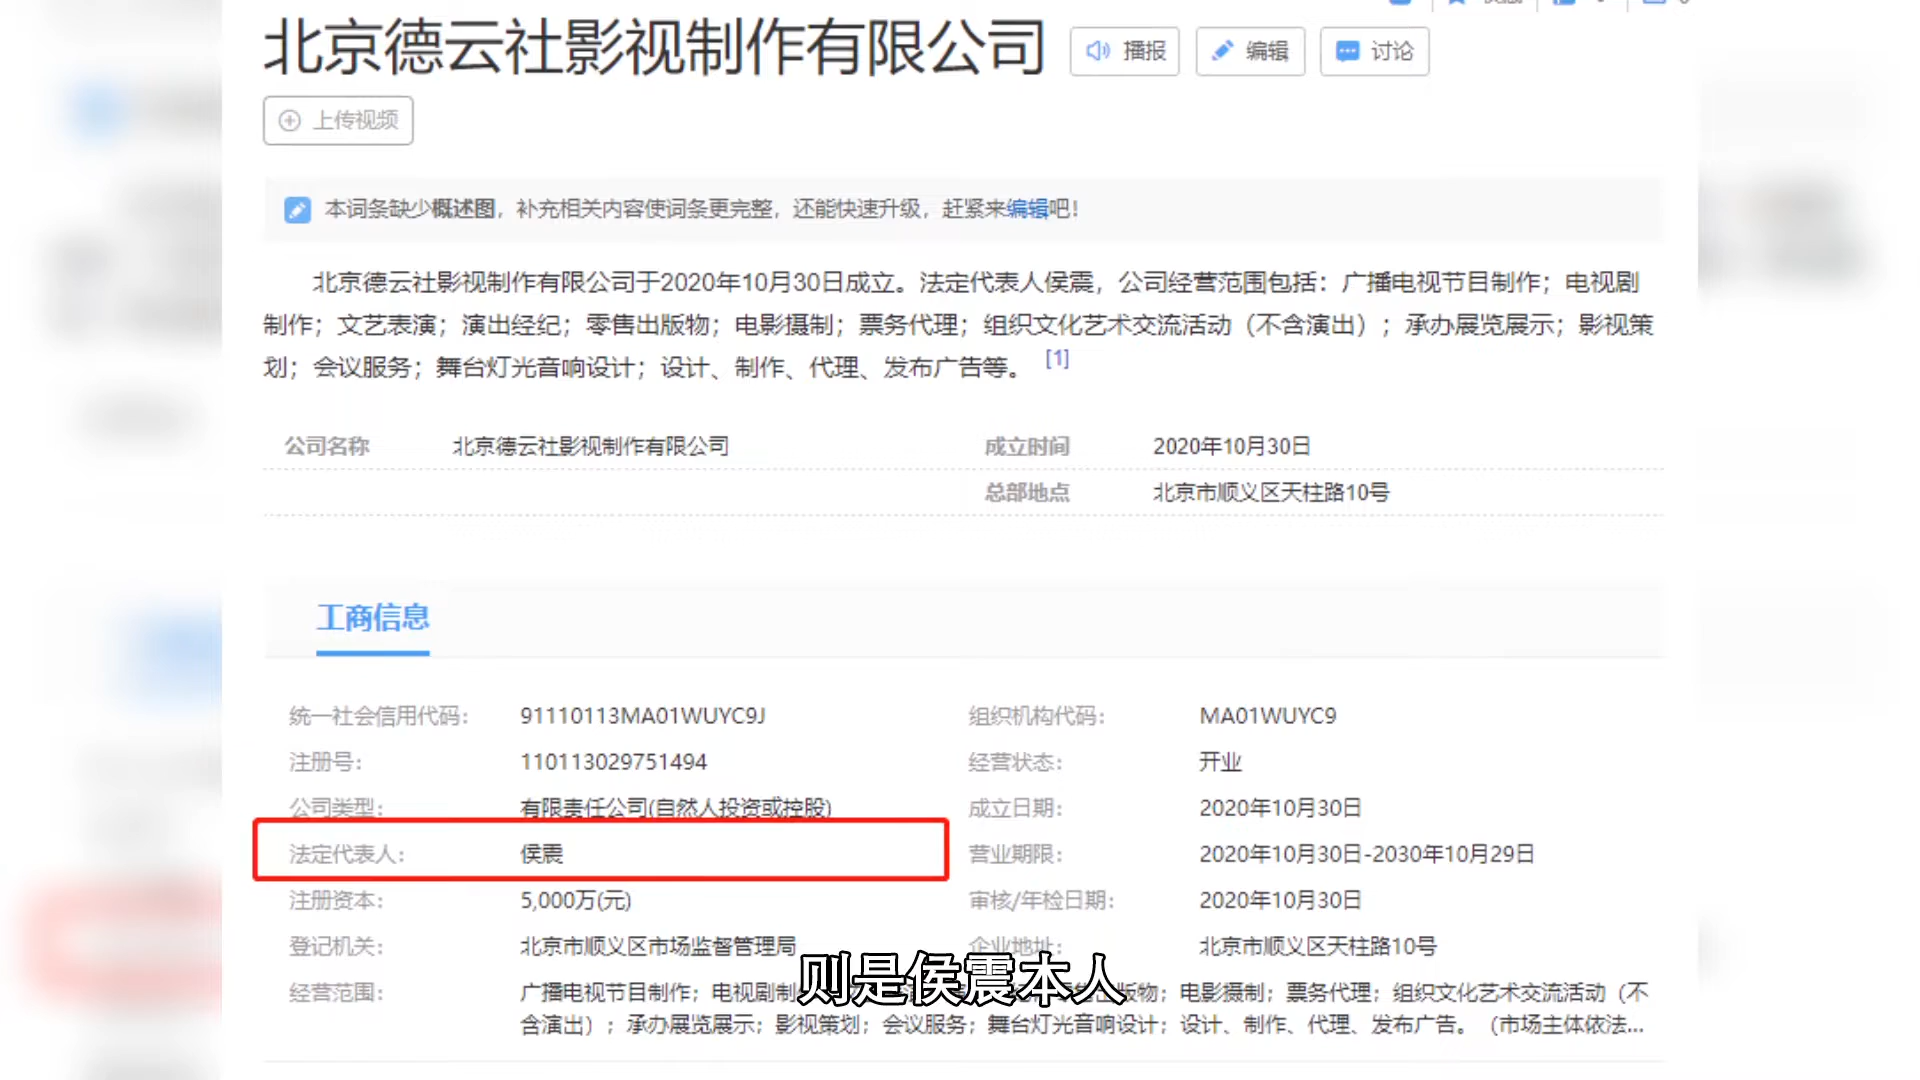 北京德云社影视制作有限公司 播报 编辑 讨论
上传视频
本词条缺少概述图，补充相关内容使词条更完整，还能快速升级，赶紧来编辑吧！
北京德云社影视制作有限公司于2020年10月30日成立。法定代表人侯震，公司经营范围包括：广播电视节目制作；电视剧
制作；文艺表演；演出经纪；零售出版物；电影摄制；票务代理；组织文化艺术交流活动（不含演出）；承办展览展示；影视策
划；会议服务；舞台灯光音响设计；设计、制作、代理、发布广告等。 [1]
公司名称 北京德云社影视制作有限公司 成立时间 2020年10月30日
总部地点 北京市顺义区天柱路10号
工商信息
统一社会信用代码： 91110113MA01WUYC9J 组织机构代码： MA01WUYC9
注册号： 110113029751494 经营状态： 开业
公司类型： 有限责任公司(自然人投资或控股) 成立日期： 2020年10月30日
法定代表人： 侯震 营业期限： 2020年10月30日-2030年10月29日
注册资本： 5,000万(元) 审核/年检日期： 2020年10月30日
登记机关： 北京市顺义区市场监督管理局 企业地址： 北京市顺义区天柱路10号
则是侯震本人
经营范围： 广播电视节目制作；电视剧制 版物；电影摄制；票务代理；组织文化艺术交流活动（不
含演出）；承办展览展示；影视策划；会议服务；舞台灯光音响设计；设计、制作、代理、发布广告。（市场主体依法...